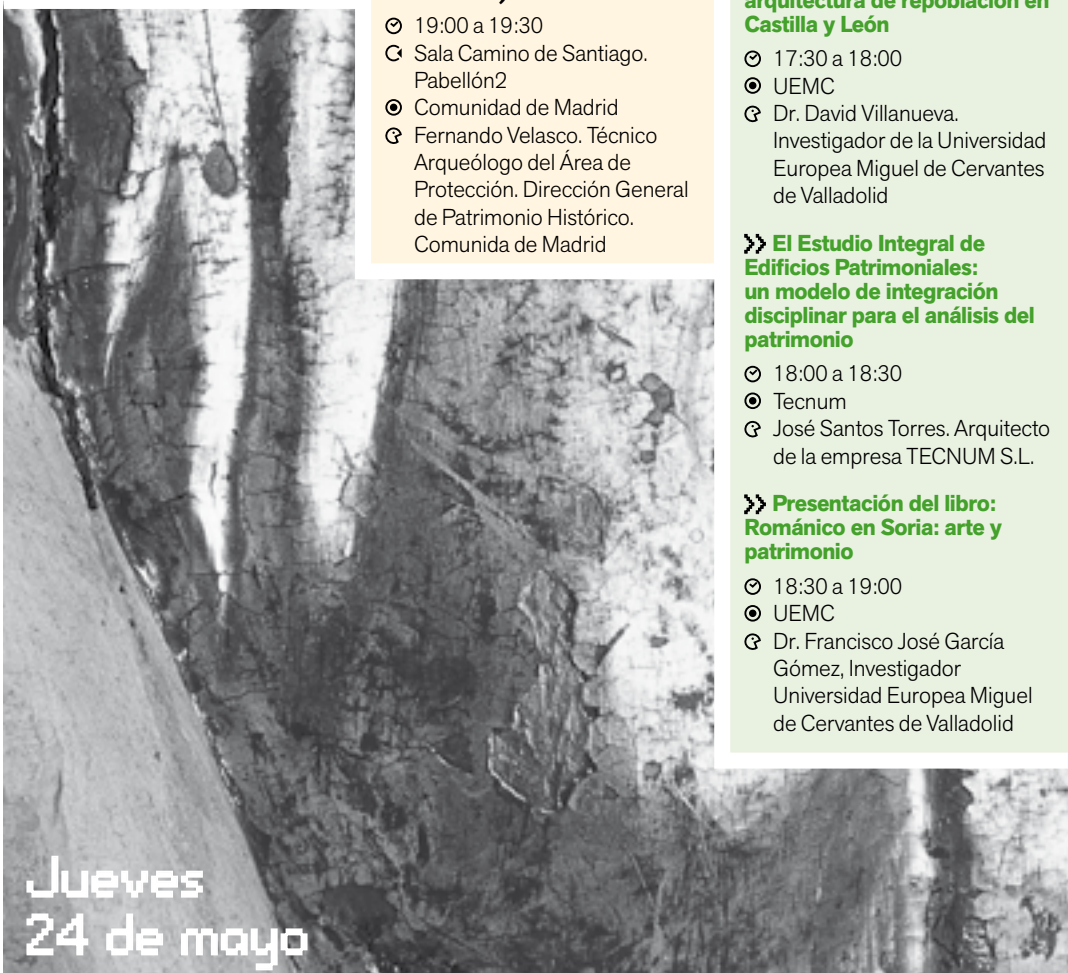 19:00 a 19:30
Sala Camino de Santiago.
Pabellón2
Comunidad de Madrid
Fernando Velasco. Técnico
Arqueólogo del Área de
Protección. Dirección General
de Patrimonio Histórico.
Comunida de Madrid
arquitectura de repoblación en
Castilla y León
17:30 a 18:00
UEMC
Dr. David Villanueva.
Investigador de la Universidad
Europea Miguel de Cervantes
de Valladolid
El Estudio Integral de
Edificios Patrimoniales:
un modelo de integración
disciplinar para el análisis del
patrimonio
18:00 a 18:30
Tecnum
José Santos Torres. Arquitecto
de la empresa TECNUM S.L.
Presentación del libro:
Románico en Soria: arte y
patrimonio
18:30 a 19:00
UEMC
Dr. Francisco José García
Gómez, Investigador
Universidad Europea Miguel
de Cervantes de Valladolid
Jueves
24 de mayo